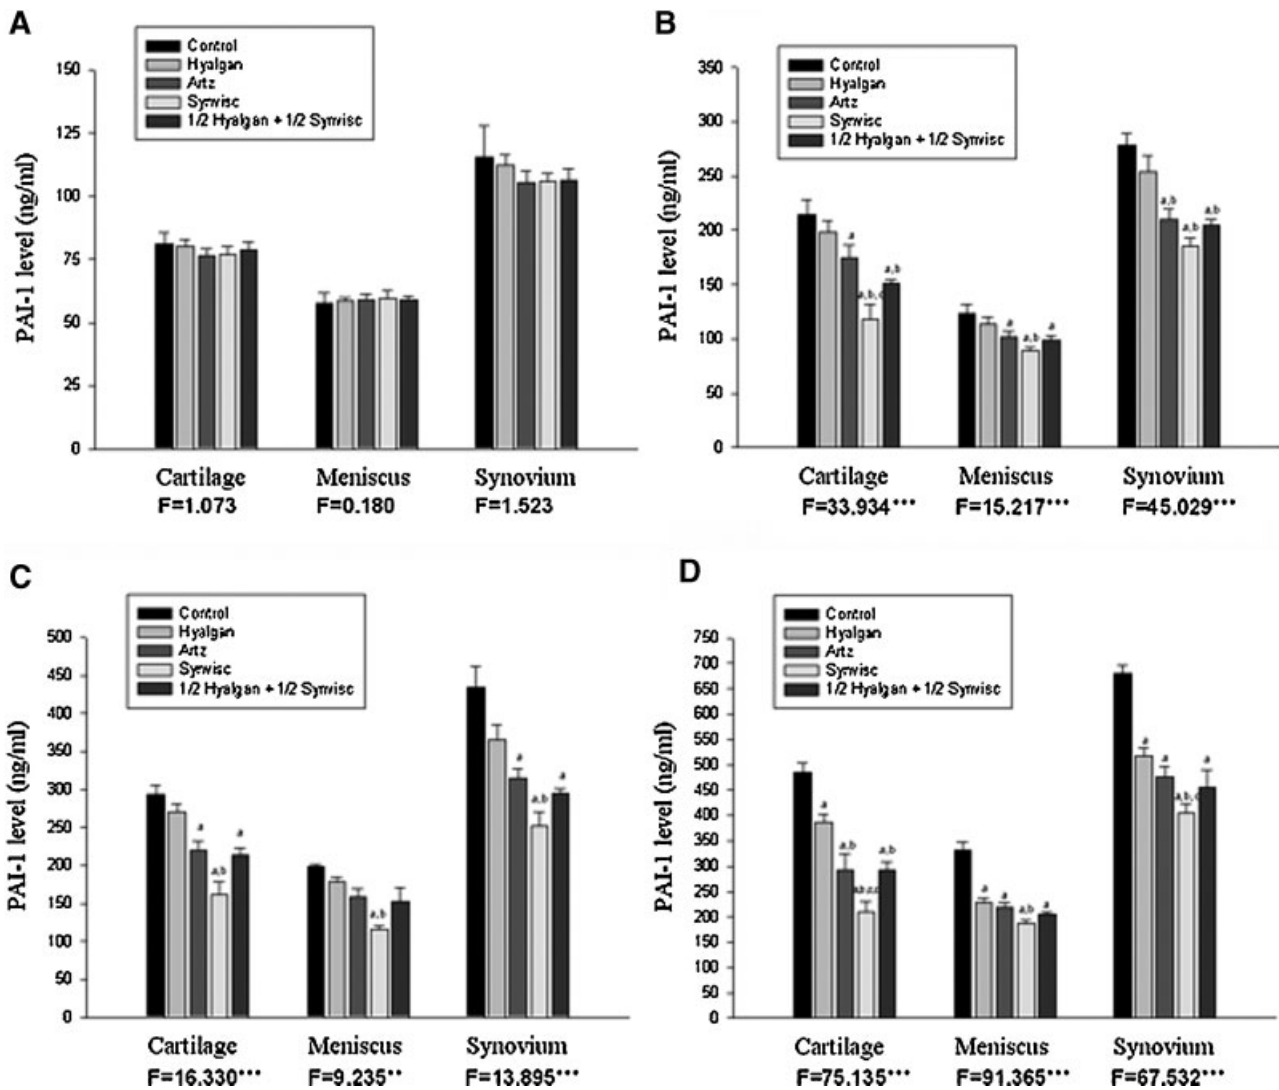 A
Control
Hyalgan
Artz
Synvisc
1/2 Hyalgan + 1/2 Synvisc
PAI-1 level (ng/ml)
150
125
100
75
50
25
0
Cartilage Meniscus Synovium
F=1.073 F=0.180 F=1.523
B
Control
Hyalgan
Artz
Synvisc
1/2 Hyalgan + 1/2 Synvisc
PAI-1 level (ng/ml)
350
300
250
200
150
100
50
0
a a,b,c a,b
a a,b a
a,b a,b a,b
Cartilage Meniscus Synovium
F=33.934*** F=15.217*** F=45.029***
C
Control
Hyalgan
Artz
Synvisc
1/2 Hyalgan + 1/2 Synvisc
PAI-1 level (ng/ml)
500
450
400
350
300
250
200
150
100
50
0
a a,b a
a,b
a a,b a
Cartilage Meniscus Synovium
F=16.330*** F=9.235** F=13.895***
D
Control
Hyalgan
Artz
Synvisc
1/2 Hyalgan + 1/2 Synvisc
PAI-1 level (ng/ml)
750
700
650
600
550
500
450
400
350
300
250
200
150
100
50
0
a a,b a,b
a a a,b a
a a a,b,c a
Cartilage Meniscus Synovium
F=75.135*** F=91.365*** F=67.532***